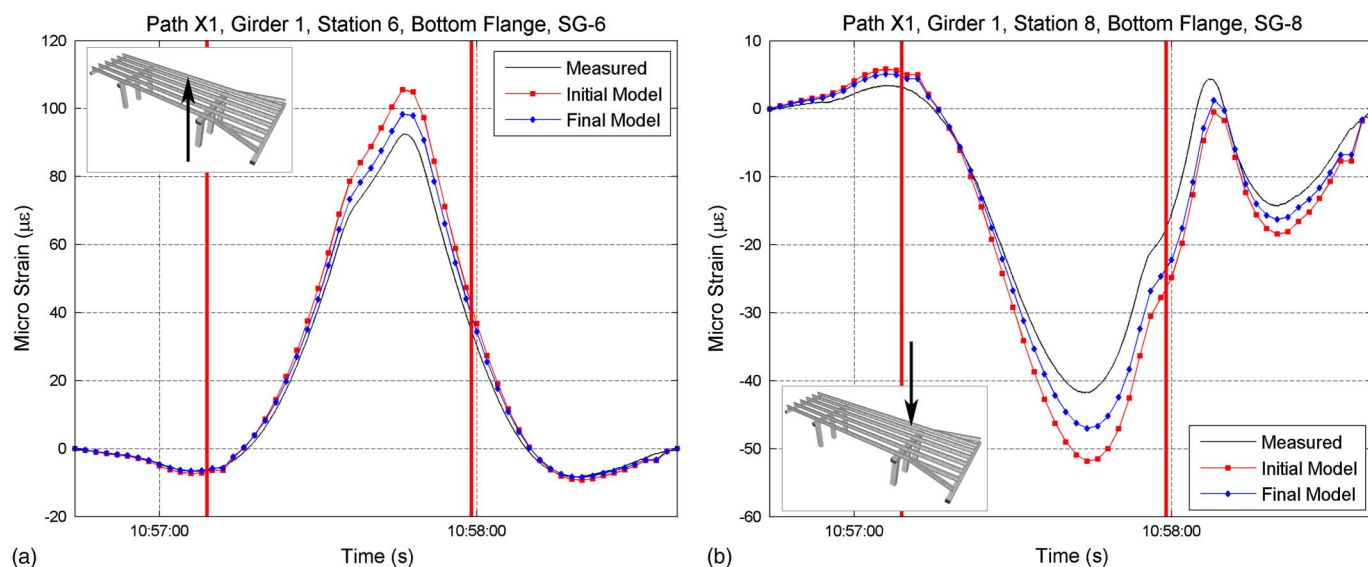 Path X1, Girder 1, Station 6, Bottom Flange, SG-6
120
100
80
60
40
20
0
-20
Micro Strain (με)
Measured
Initial Model
Final Model
10:57:00
10:58:00
Time (s)
(a)
Path X1, Girder 1, Station 8, Bottom Flange, SG-8
10
0
-10
-20
-30
-40
-50
-60
Micro Strain (με)
Measured
Initial Model
Final Model
10:57:00
10:58:00
Time (s)
(b)